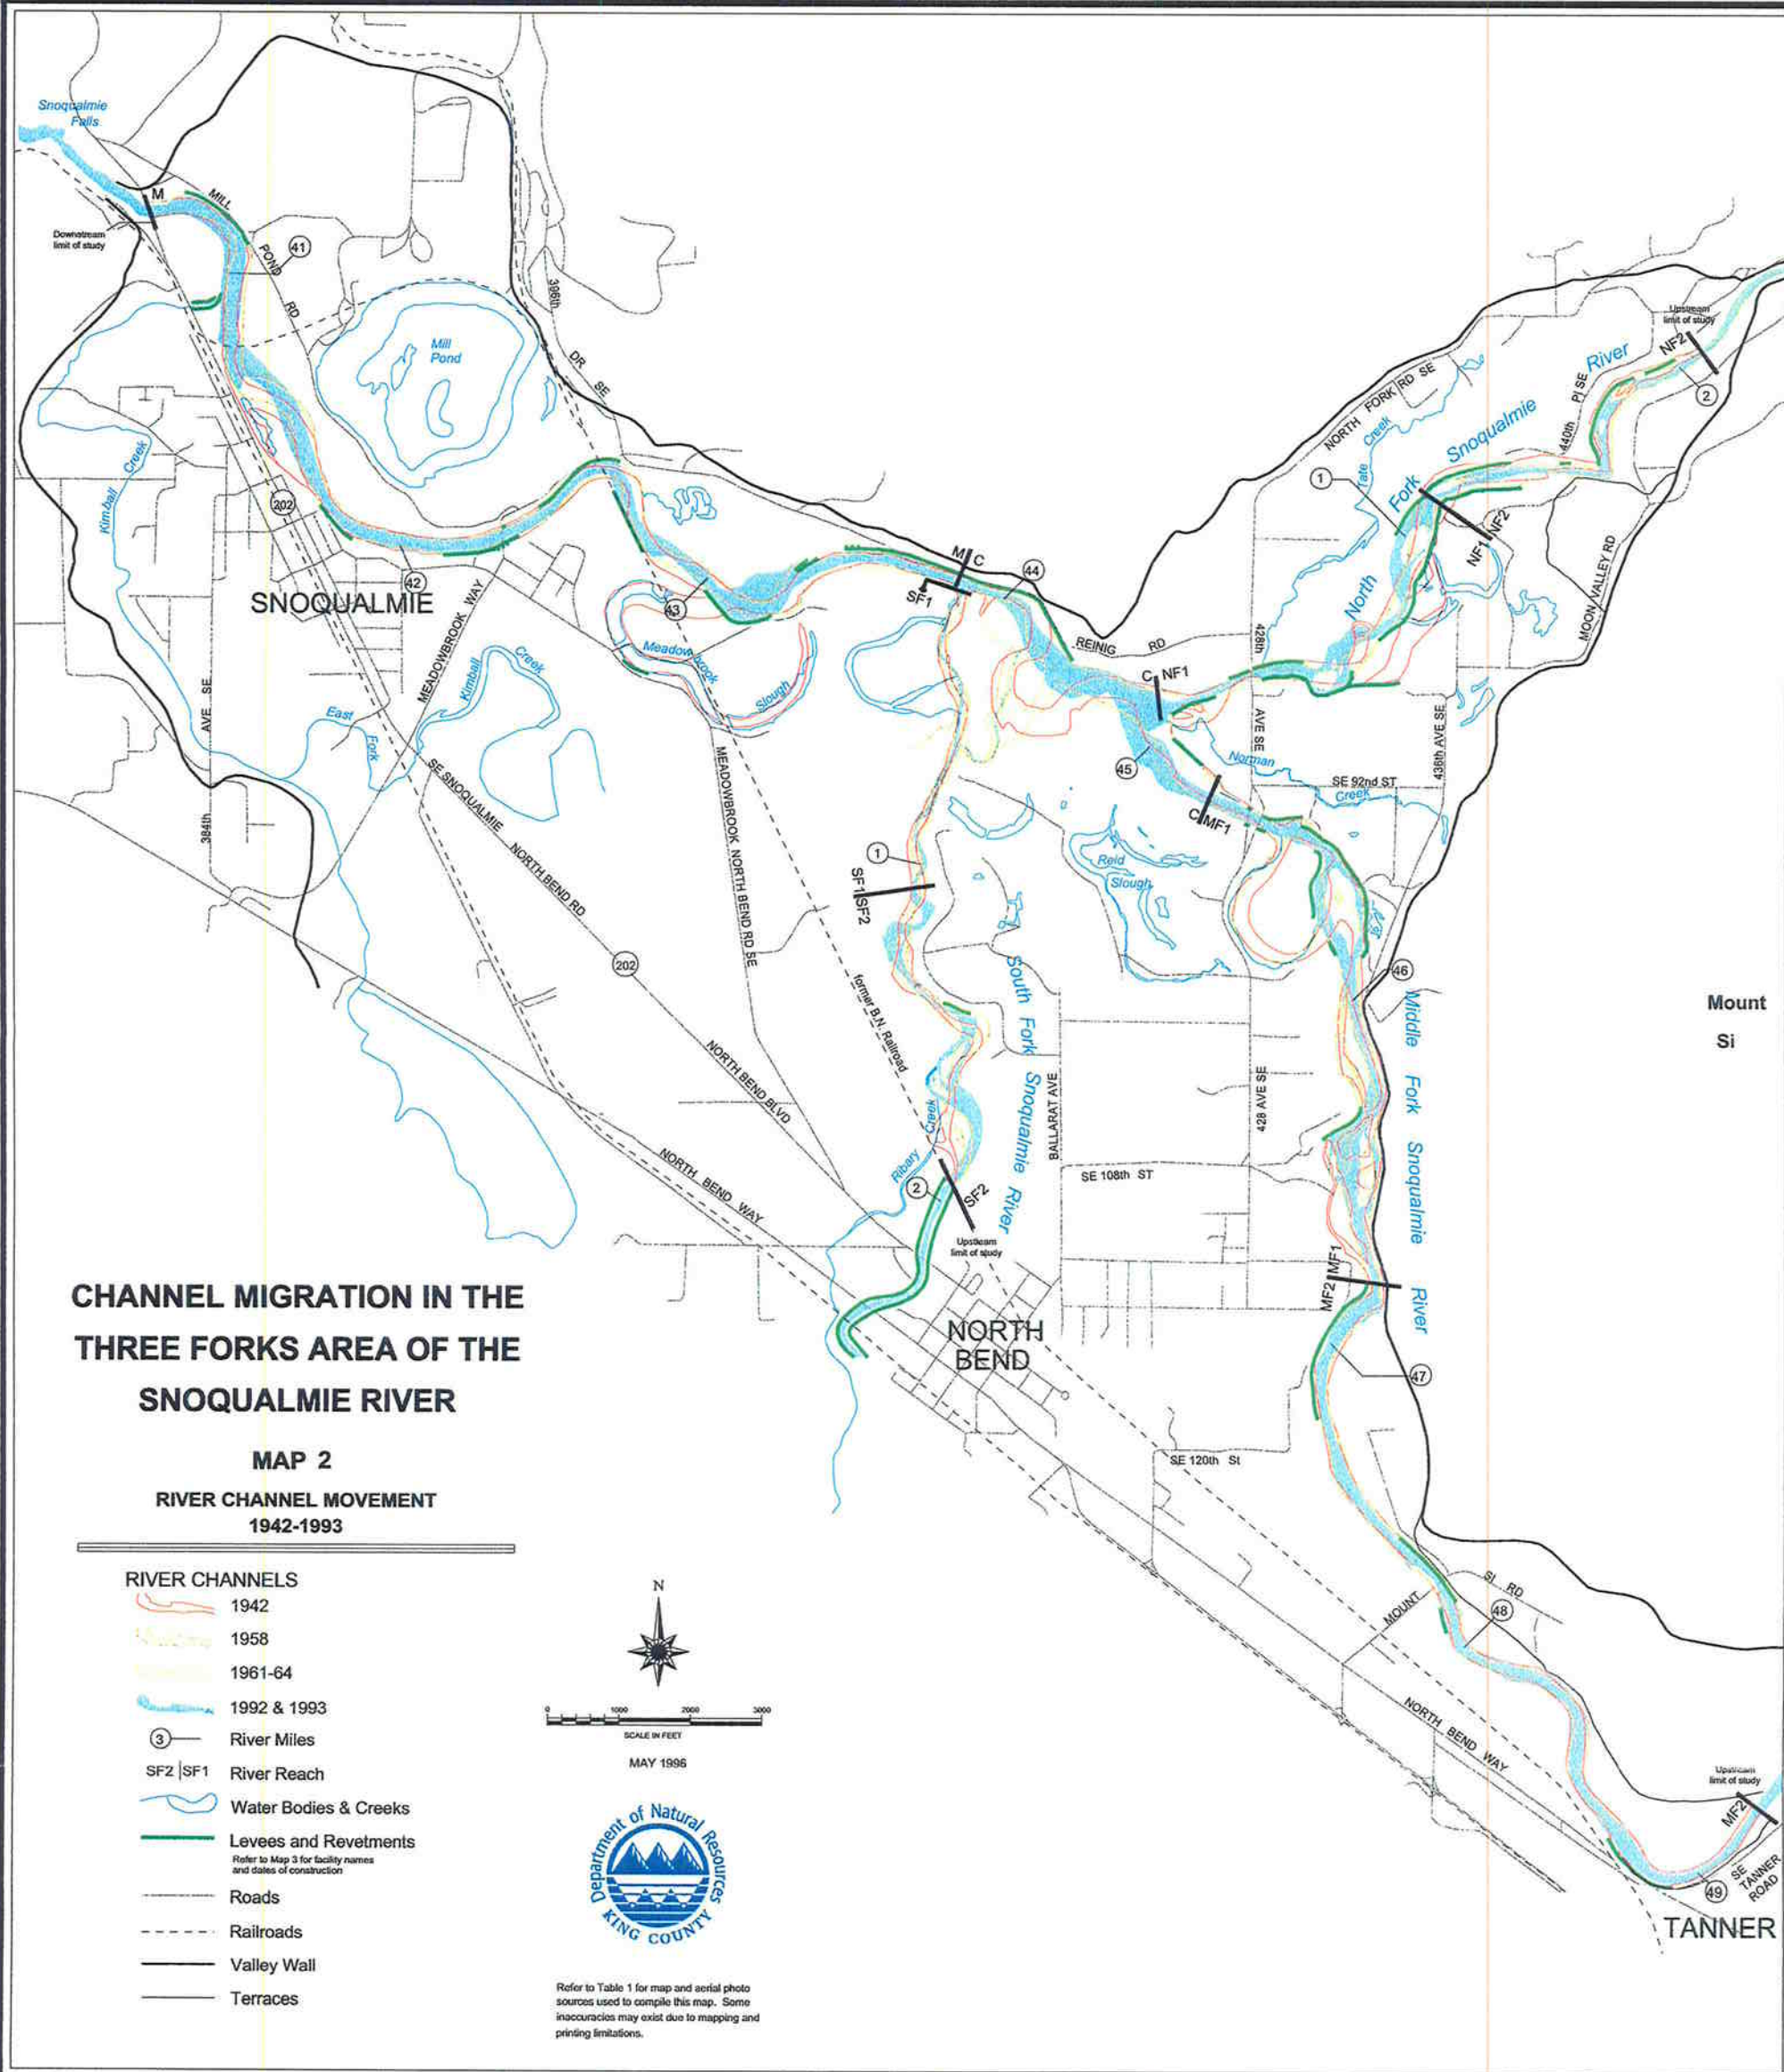 Snoqualmie
Falls
M
MILL
POND
RD
41
Downstream
limit of study
Mill
Pond
396th
DR SE
Kimball Creek
202
42
SNOQUALMIE
MEADOWBROOK WAY
Kimball Creek
East Fork
384th AVE SE
43
Meadowbrook Slough
M C
SF1
44
REINIG RD
C NF1
45
C MF1
428th AVE SE
Norman Creek
SE 92nd ST
436th AVE SE
MOON VALLEY RD
North Fork Snoqualmie River
NORTH FORK RD SE
Tate Creek
440th Pl SE
1
NF1 NF2
Upstream
limit of study
NF2
2
Reid
Slough
1
SF1 SF2
SE SNOQUALMIE NORTH BEND RD
202
MEADOWBROOK NORTH BEND RD SE
former B.N. Railroad
NORTH BEND BLVD
NORTH BEND WAY
Ribary Creek
2
SF2
Upstream
limit of study
South Fork Snoqualmie River
BALLARAT AVE
428 AVE SE
SE 108th ST
46
Middle Fork Snoqualmie River
Mount
Si
MF2 MF1
47
NORTH
BEND
SE 120th St
MOUNT SI RD
48
NORTH BEND WAY
Upstream
limit of study
MF2
49
SE
TANNER
ROAD
TANNER
CHANNEL MIGRATION IN THE
THREE FORKS AREA OF THE
SNOQUALMIE RIVER
MAP 2
RIVER CHANNEL MOVEMENT
1942-1993
RIVER CHANNELS
1942
1958
1961-64
1992 & 1993
3 River Miles
SF2 | SF1 River Reach
Water Bodies & Creeks
Levees and Revetments
Refer to Map 3 for facility names
and dates of construction
Roads
Railroads
Valley Wall
Terraces
N
0 1000 2000 3000
SCALE IN FEET
MAY 1996
Department of Natural Resources
KING COUNTY
Refer to Table 1 for map and aerial photo
sources used to compile this map. Some
inaccuracies may exist due to mapping and
printing limitations.